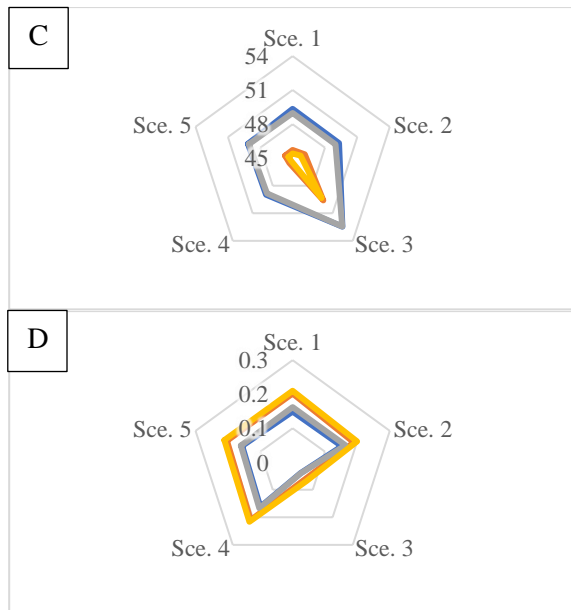 C
Sce. 1
54
51
48
45
Sce. 2
Sce. 5
Sce. 4
Sce. 3
D
Sce. 1
0.3
0.2
0.1
0
Sce. 2
Sce. 5
Sce. 4
Sce. 3